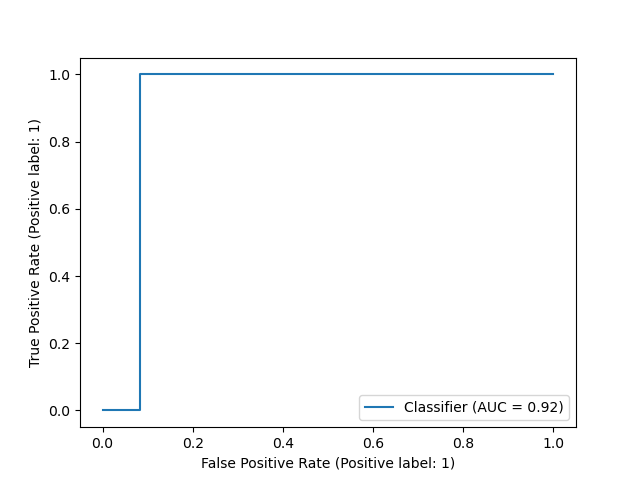 1.0
0.8
0.6
0.4
0.2
0.0
True Positive Rate (Positive label: 1)
Classifier (AUC = 0.92)
0.0 0.2 0.4 0.6 0.8 1.0
False Positive Rate (Positive label: 1)